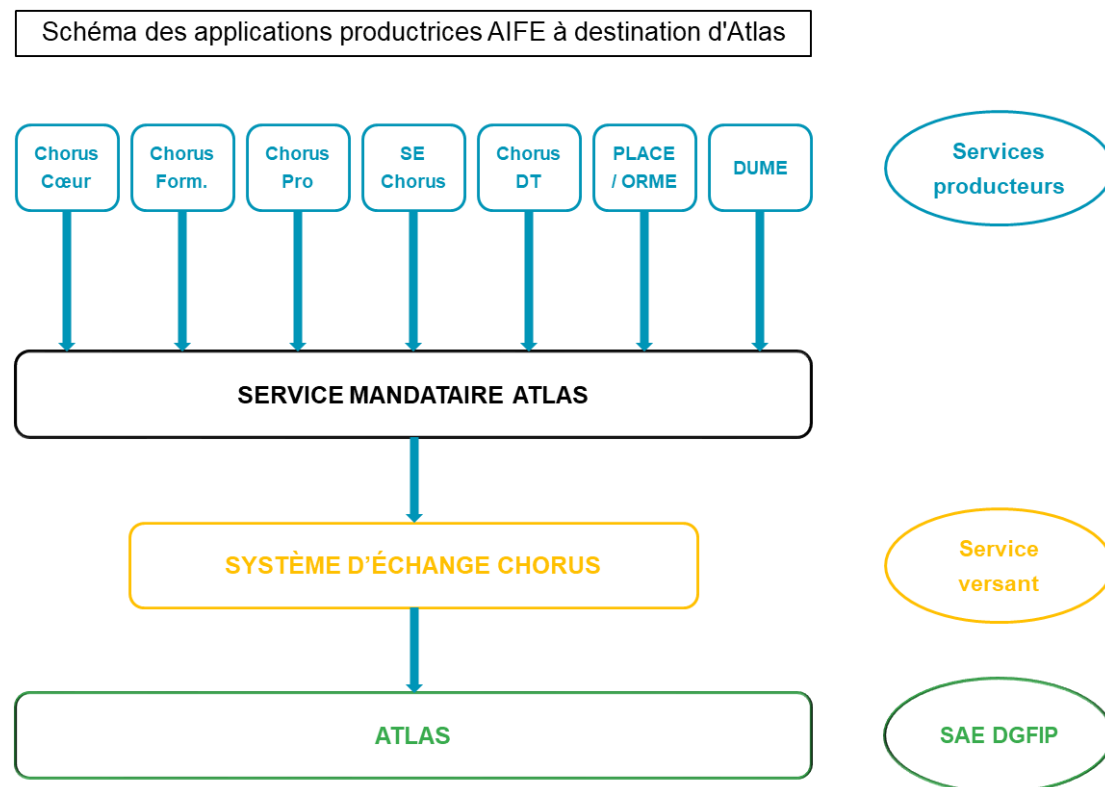 Schéma des applications productrices AIFE à destination d'Atlas
Chorus
Cœur
Chorus
Form.
Chorus
Pro
SE
Chorus
Chorus
DT
PLACE
/ ORME
DUME
Services
producteurs
SERVICE MANDATAIRE ATLAS
SYSTÈME D’ÉCHANGE CHORUS
Service
versant
ATLAS
SAE DGFIP